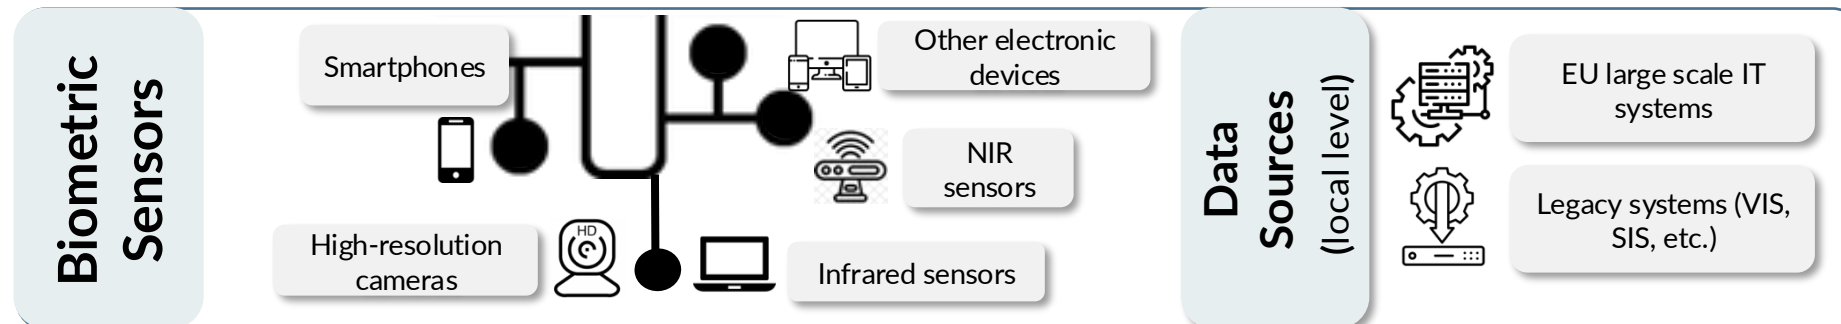 Biometric
Sensors
Smartphones
Other electronic
devices
NIR
sensors
High-resolution
cameras
HD
Infrared sensors
Data
Sources
(local level)
EU large scale IT
systems
Legacy systems (VIS,
SIS, etc.)